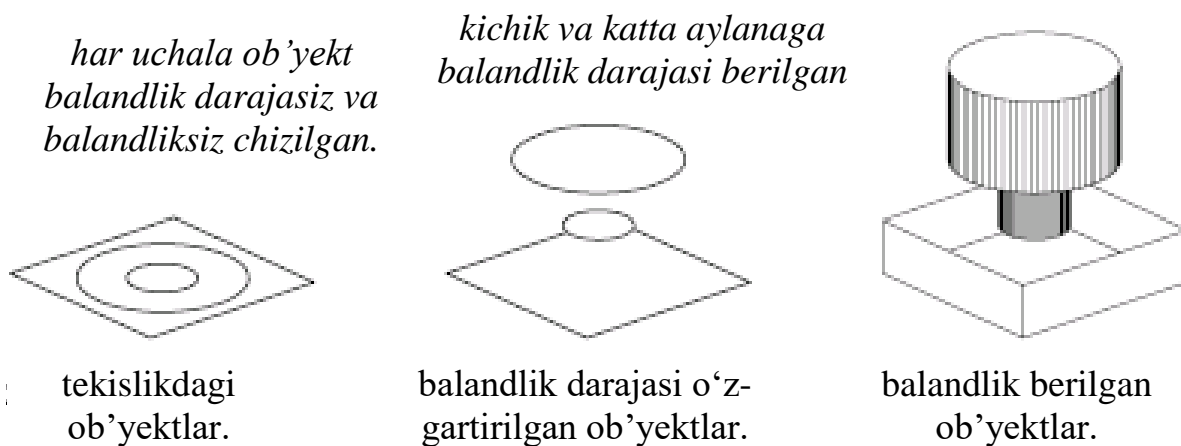 har uchala ob’yekt
balandlik darajasiz va
balandliksiz chizilgan.
kichik va katta aylanaga
balandlik darajasi berilgan
tekislikdagi
ob’yektlar.
balandlik darajasi o‘z-
gartirilgan ob’yektlar.
balandlik berilgan
ob’yektlar.